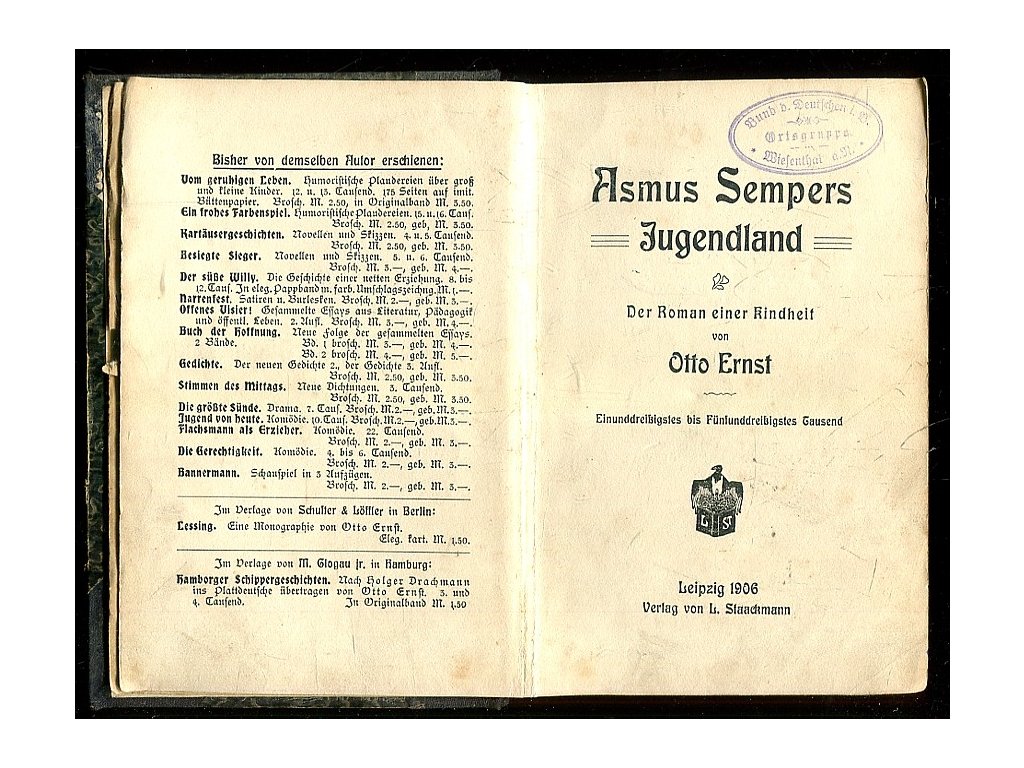 Bisher von demselben Autor erschienen:
Vom geruhigen Leben. Humoristische Plaudereien über groß
und kleine Kinder. 12. u. 13. Tausend. 175 Seiten auf imit.
Büttenpapier. Brosch. M. 2.50, in Originalband M. 3.50.
Ein frohes Farbenspiel. Humoristische Plaudereien. 15. u. 16. Taus.
Brosch. M. 2.50, geb, M. 3.50.
Kartäusergeschichten. Novellen und Skizzen. 4. u. 5. Tausend.
Brosch. M. 2.50, geb. M. 3.50.
Besiegte Sieger. Novellen und Skizzen. 5. u. 6. Tausend.
Brosch. M. 3.—, geb. M. 4.—.
Der süße Willy. Die Geschichte einer netten Erziehung. 8. bis
12. Taus. In eleg. Pappband m. farb. Umschlagszeichng. M. 1.—.
Narrenfest. Satiren u. Burlesken. Brosch. M. 2.—, geb. M. 3.—.
Offenes Visier! Gesammelte Essays aus Literatur, Pädagogik
und öffentl. Leben. 2. Aufl. Brosch. M. 3.—, geb. M. 4.—.
Buch der Hoffnung. Neue Folge der gesammelten Essays.
2 Bände. Bd. 1 brosch. M. 3.—, geb. M. 4.—.
Bd. 2 brosch. M. 4.—, geb. M. 5.—.
Gedichte. Der neuen Gedichte 2., der Gedichte 3. Aufl.
Brosch. M. 2.50, geb. M. 3.50.
Stimmen des Mittags. Neue Dichtungen. 3. Tausend.
Brosch. M. 2.50, geb. M. 3.50.
Die größte Sünde. Drama. 7. Taus. Brosch. M. 2.—, geb. M. 3.—.
Jugend von heute. Komödie. 10. Taus. Brosch. M. 2.—, geb. M. 3.—.
Flachsmann als Erzieher. Komödie. 22. Tausend.
Brosch. M. 2.—, geb. M. 3.—.
Die Gerechtigkeit. Komödie. 4. bis 6. Tausend.
Brosch. M. 2.—, geb. M. 3.—.
Bannermann. Schauspiel in 3 Aufzügen.
Brosch. M. 2.—, geb. M. 3.—.
Im Verlage von Schuster & Löffler in Berlin:
Lessing. Eine Monographie von Otto Ernst.
Eleg. kart. M. 1.50.
Im Verlage von M. Glogau jr. in Hamburg:
Hamborger Schippergeschichten. Nach Holger Drachmann
ins Plattdeutsche übertragen von Otto Ernst. 3. und
4. Tausend. In Originalband M. 1.50
Bund d. Deutschen i. B.
Ortsgruppe
Wiesenthal a. N.
Asmus Sempers
Jugendland
Der Roman einer Kindheit
von
Otto Ernst
Einunddreißigstes bis Fünfunddreißigstes Tausend
L ST
Leipzig 1906
Verlag von L. Staackmann